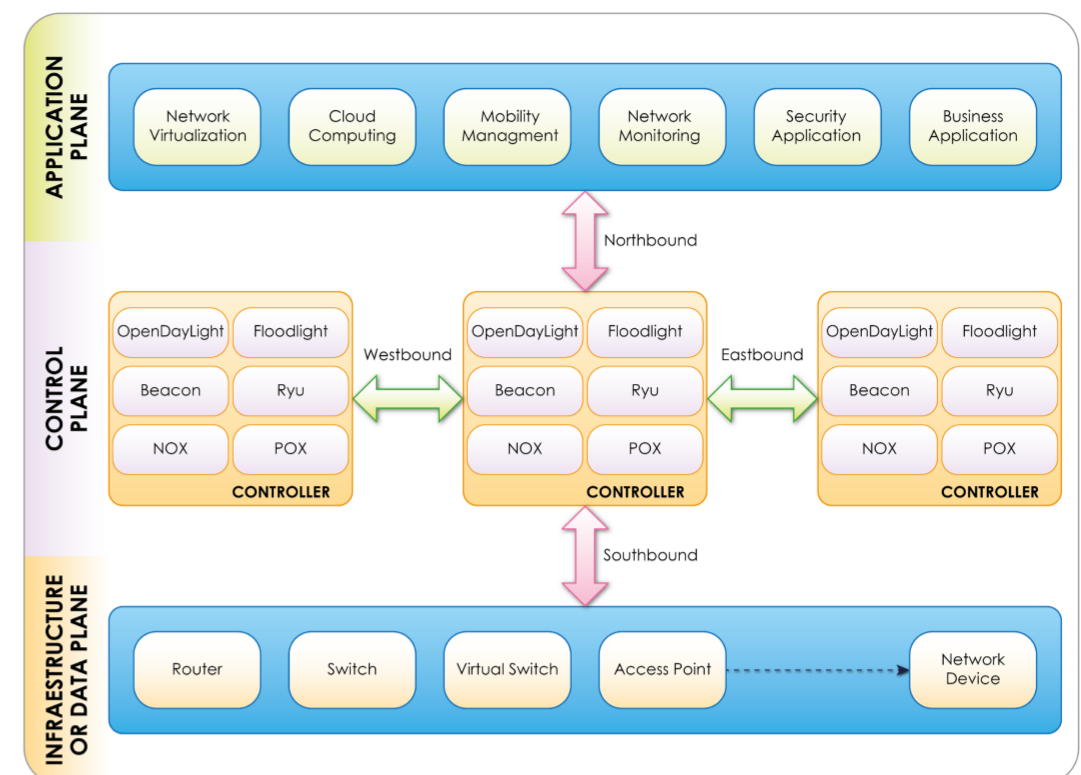 APPLICATION
PLANE
Network
Virtualization
Cloud
Computing
Mobility
Managment
Network
Monitoring
Security
Application
Business
Application
Northbound
CONTROL
PLANE
OpenDayLight
Floodlight
Beacon
Ryu
NOX
POX
CONTROLLER
Westbound
OpenDayLight
Floodlight
Beacon
Ryu
NOX
POX
CONTROLLER
Eastbound
OpenDayLight
Floodlight
Beacon
Ryu
NOX
POX
CONTROLLER
Southbound
INFRAESTRUCTURE
OR DATA PLANE
Router
Switch
Virtual Switch
Access Point
Network
Device